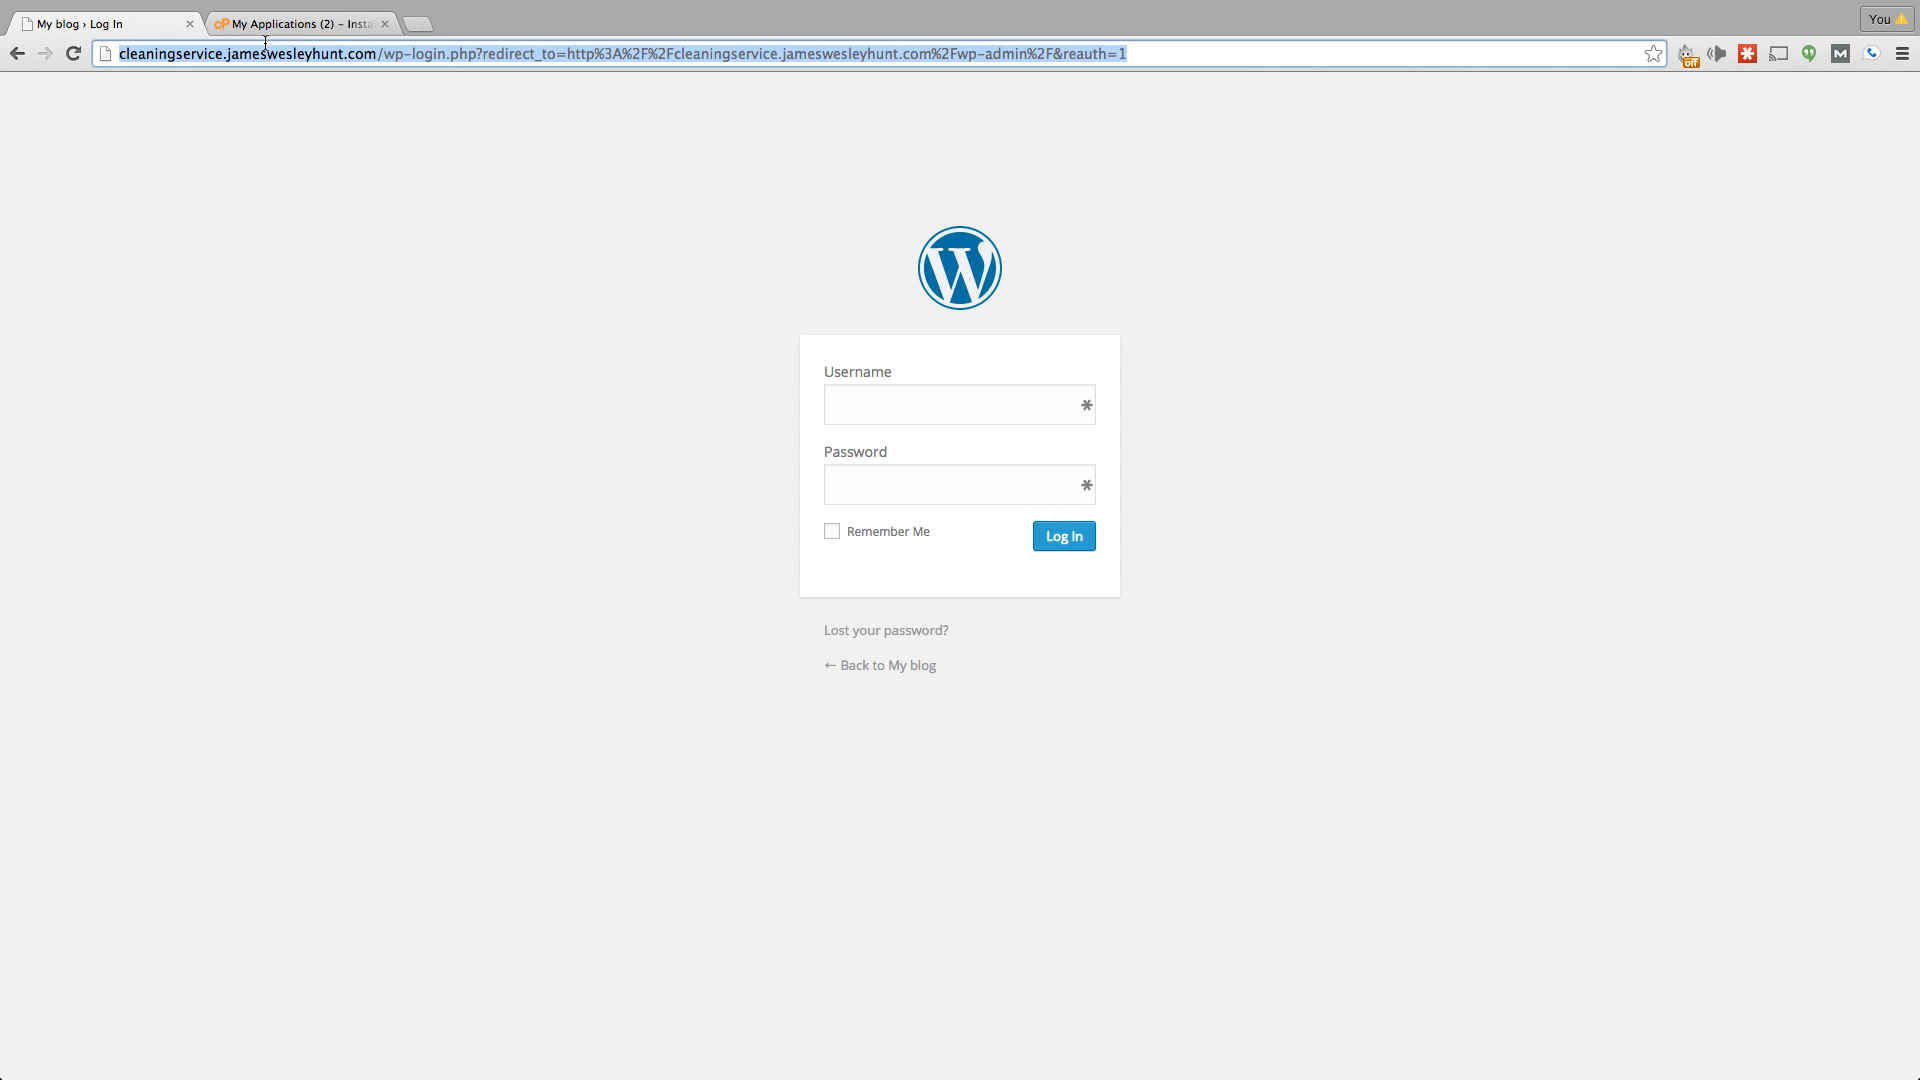 My blog › Log In
My Applications (2) – Insta
You
cleaningservice.jameswesleyhunt.com/wp-login.php?redirect_to=http%3A%2F%2Fcleaningservice.jameswesleyhunt.com%2Fwp-admin%2F&reauth=1
off
Username
Password
Remember Me
Log In
Lost your password?
← Back to My blog